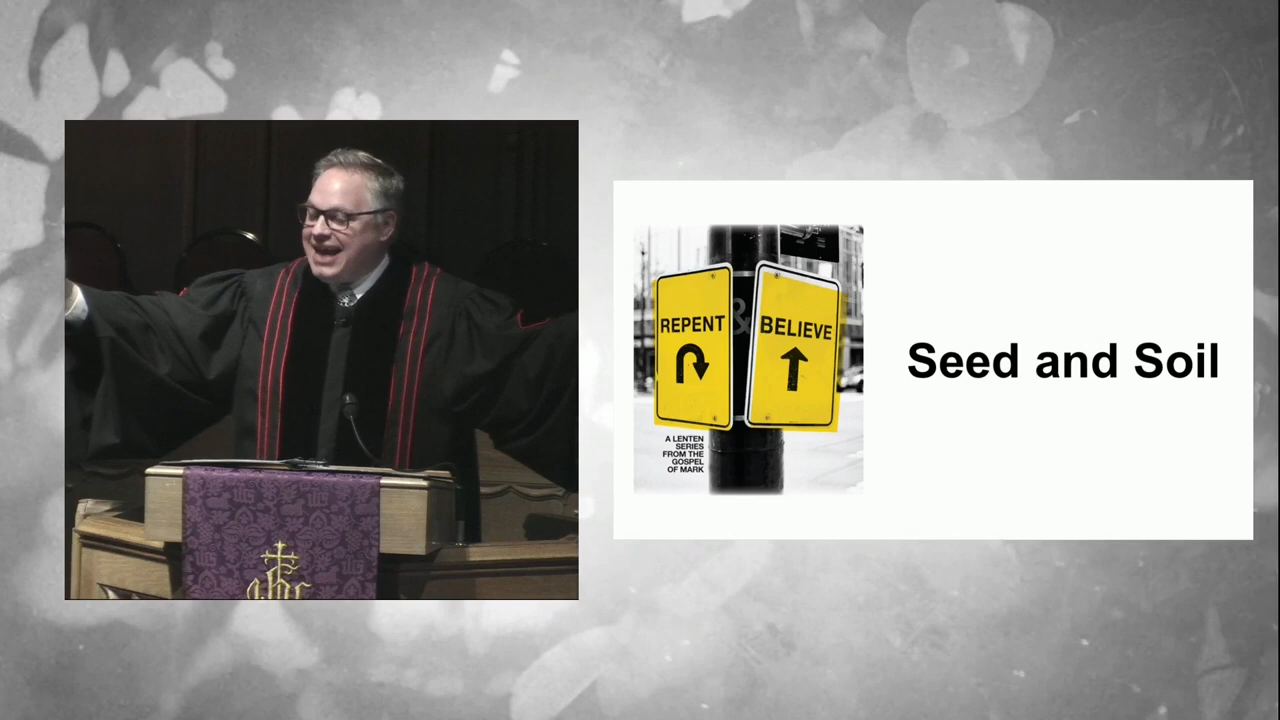 REPENT
&
BELIEVE
A LENTEN
SERIES
FROM THE
GOSPEL
OF MARK
Seed and Soil